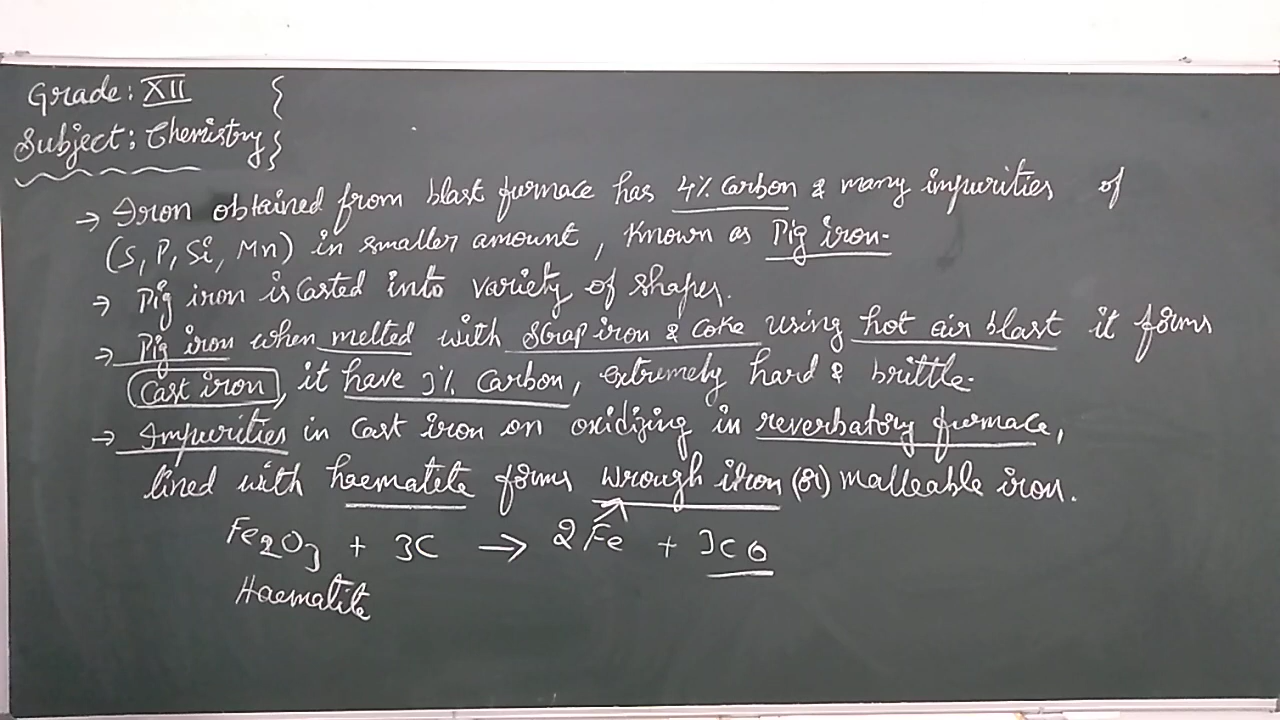 Grade: XII
Subject: Chemistry
→ Iron obtained from blast furnace has 4% Carbon & many impurities of
(S, P, Si, Mn) in smaller amount, known as Pig iron.
→ Pig iron is casted into variety of shapes.
→ Pig iron when melted with scrap iron & coke using hot air blast it forms
Cast iron, it have 3% Carbon, extremely hard & brittle.
→ Impurities in Cast iron on oxidizing in reverbatory furnace,
lined with haematite forms wrough iron (or) malleable iron.
Fe2O3 + 3C → 2Fe + 3CO
Haematite